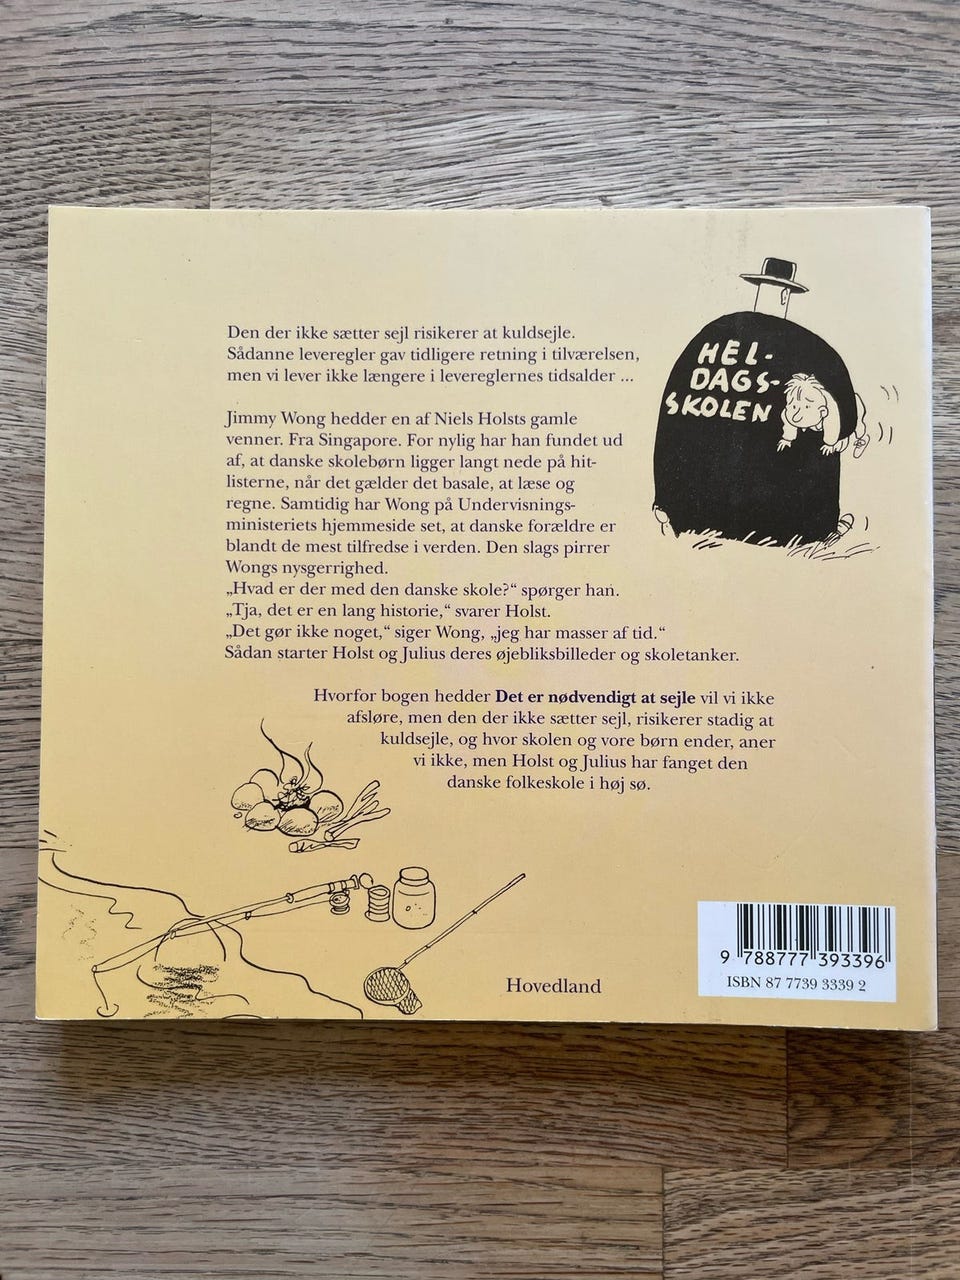 HEL-
DAGS-
SKOLEN
Den der ikke sætter sejl risikerer at kuldsejle.
Sådanne leveregler gav tidligere retning i tilværelsen,
men vi lever ikke længere i levereglernes tidsalder ...
Jimmy Wong hedder en af Niels Holsts gamle
venner. Fra Singapore. For nylig har han fundet ud
af, at danske skolebørn ligger langt nede på hit-
listerne, når det gælder det basale, at læse og
regne. Samtidig har Wong på Undervisnings-
ministeriets hjemmeside set, at danske forældre er
blandt de mest tilfredse i verden. Den slags pirrer
Wongs nysgerrighed.
„Hvad er der med den danske skole?“ spørger han.
„Tja, det er en lang historie,“ svarer Holst.
„Det gør ikke noget,“ siger Wong, „jeg har masser af tid.“
Sådan starter Holst og Julius deres øjebliksbilleder og skoletanker.
Hvorfor bogen hedder Det er nødvendigt at sejle vil vi ikke
afsløre, men den der ikke sætter sejl, risikerer stadig at
kuldsejle, og hvor skolen og vore børn ender, aner
vi ikke, men Holst og Julius har fanget den
danske folkeskole i høj sø.
Hovedland
9 788777 393396
ISBN 87 7739 3339 2